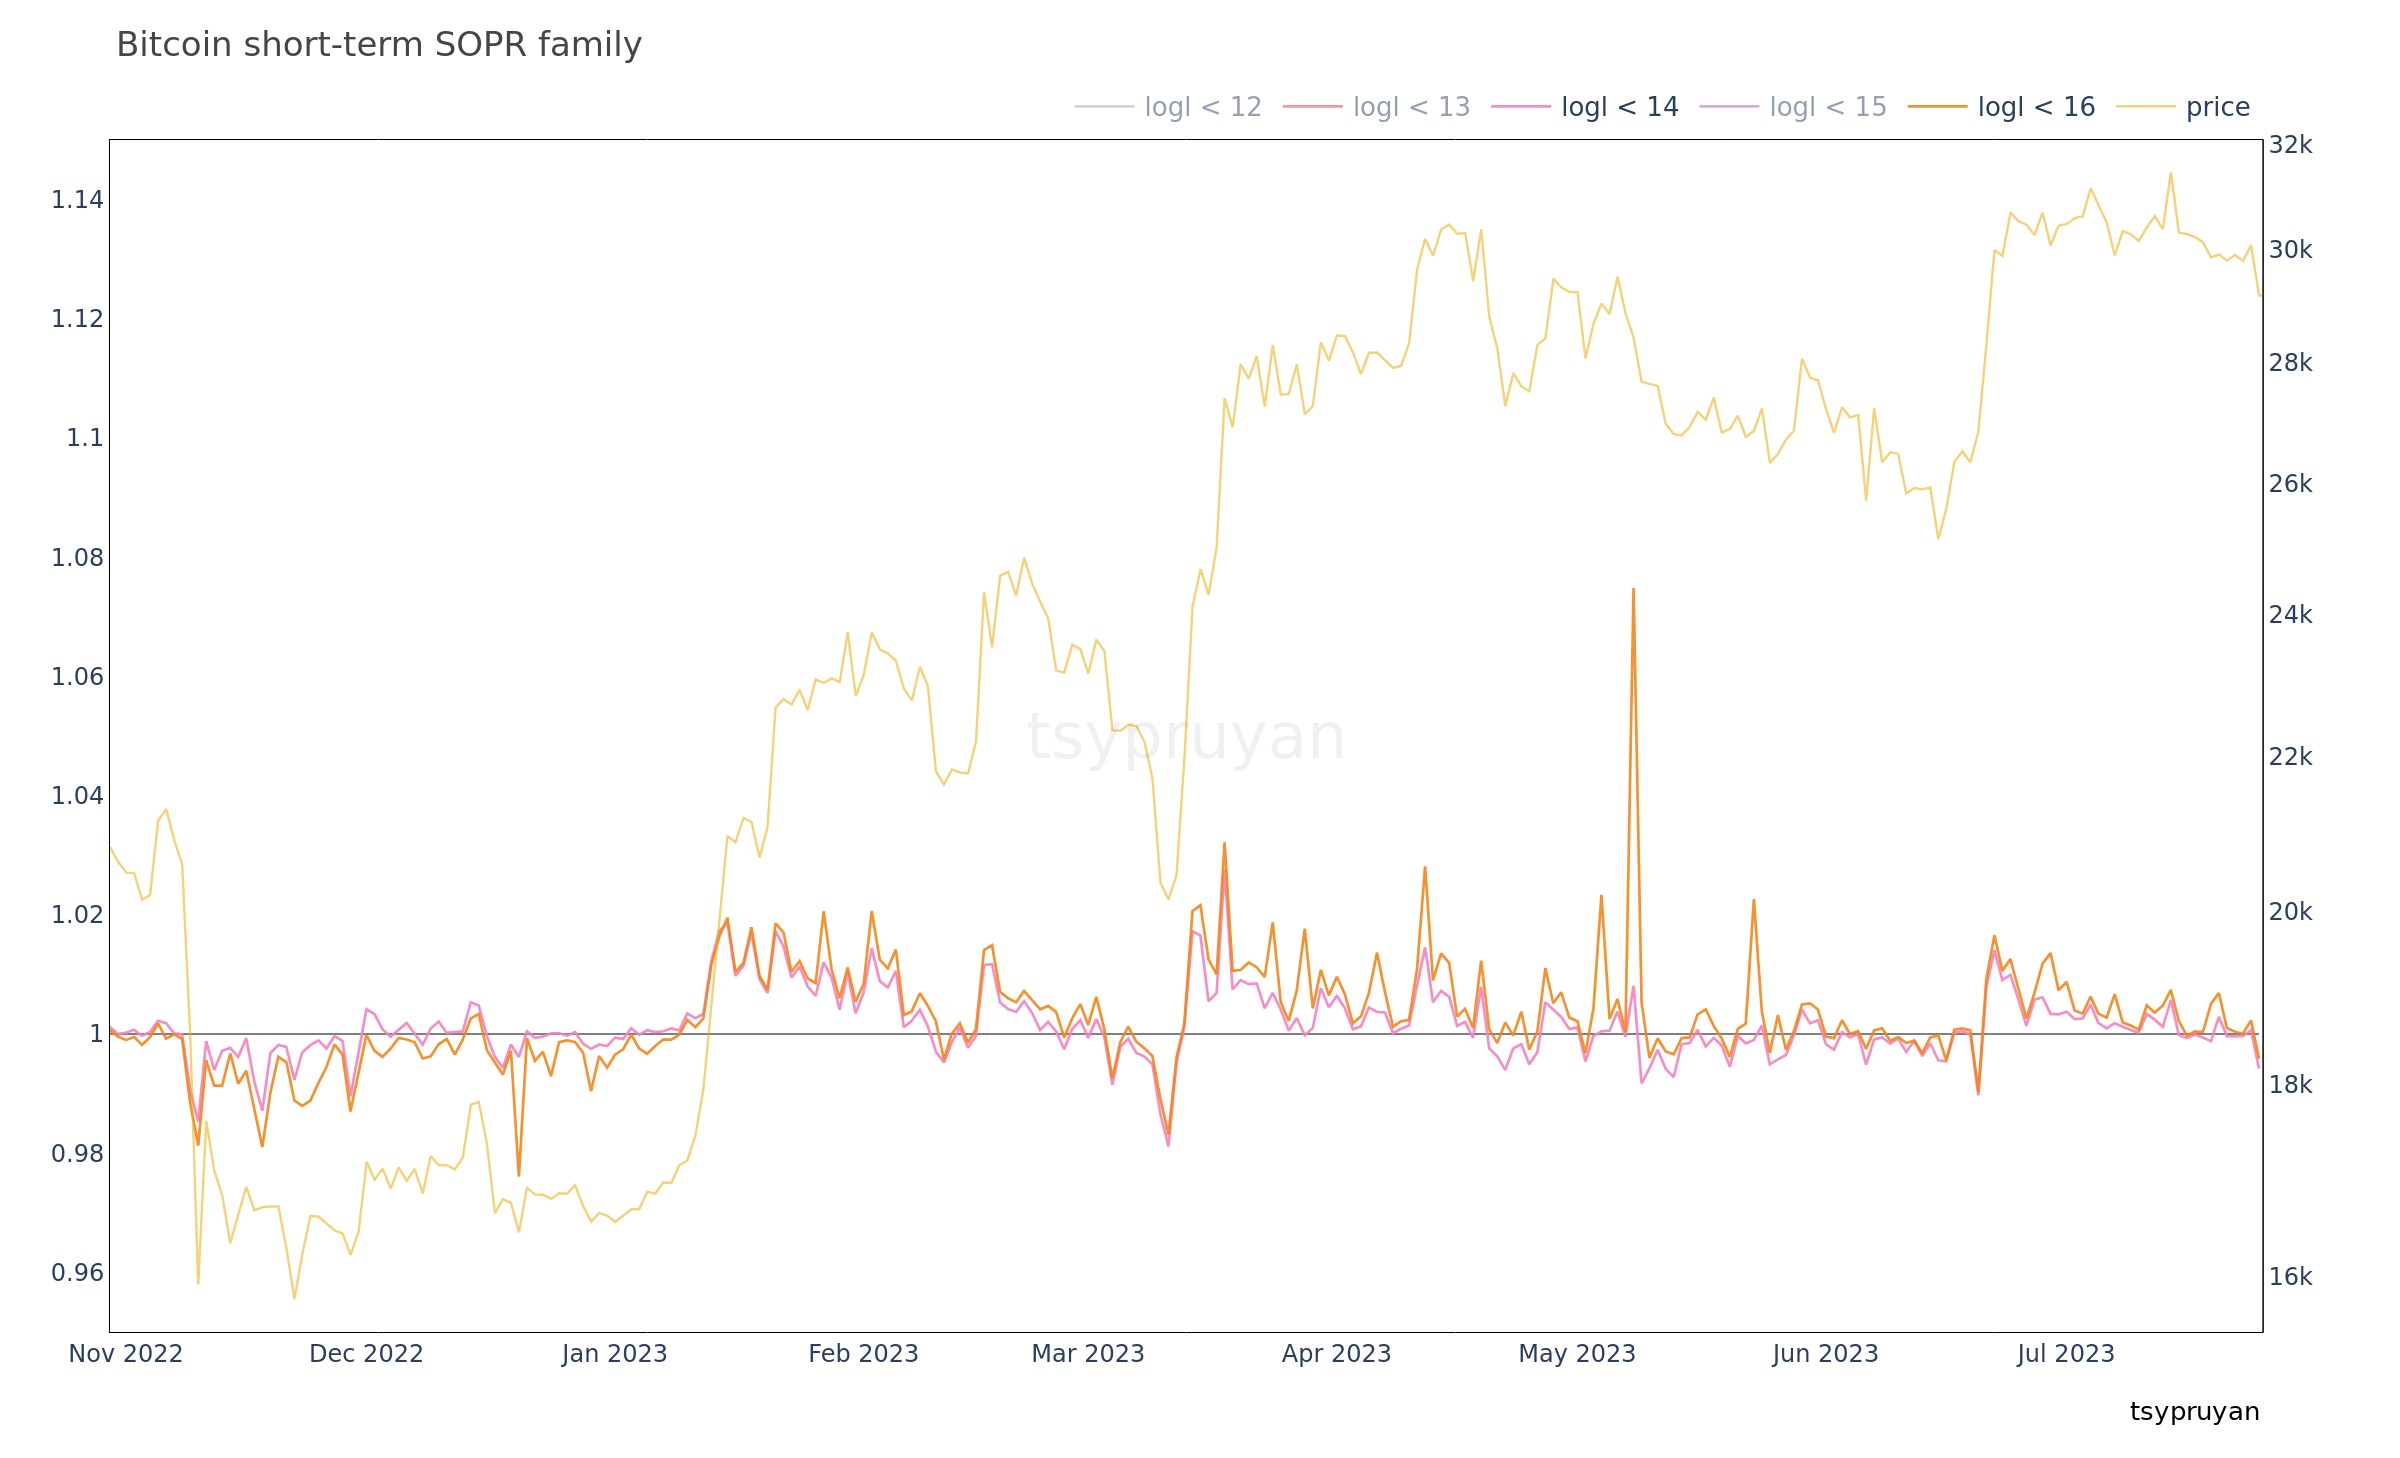 Bitcoin short-term SOPR family
logl < 12 logl < 13 logl < 14 logl < 15 logl < 16 price
32k
1.14
30k
1.12
28k
1.1
26k
1.08
24k
1.06
tsypruyan
22k
1.04
1.02
20k
1
18k
0.98
0.96
16k
Nov 2022 Dec 2022 Jan 2023 Feb 2023 Mar 2023 Apr 2023 May 2023 Jun 2023 Jul 2023
tsypruyan